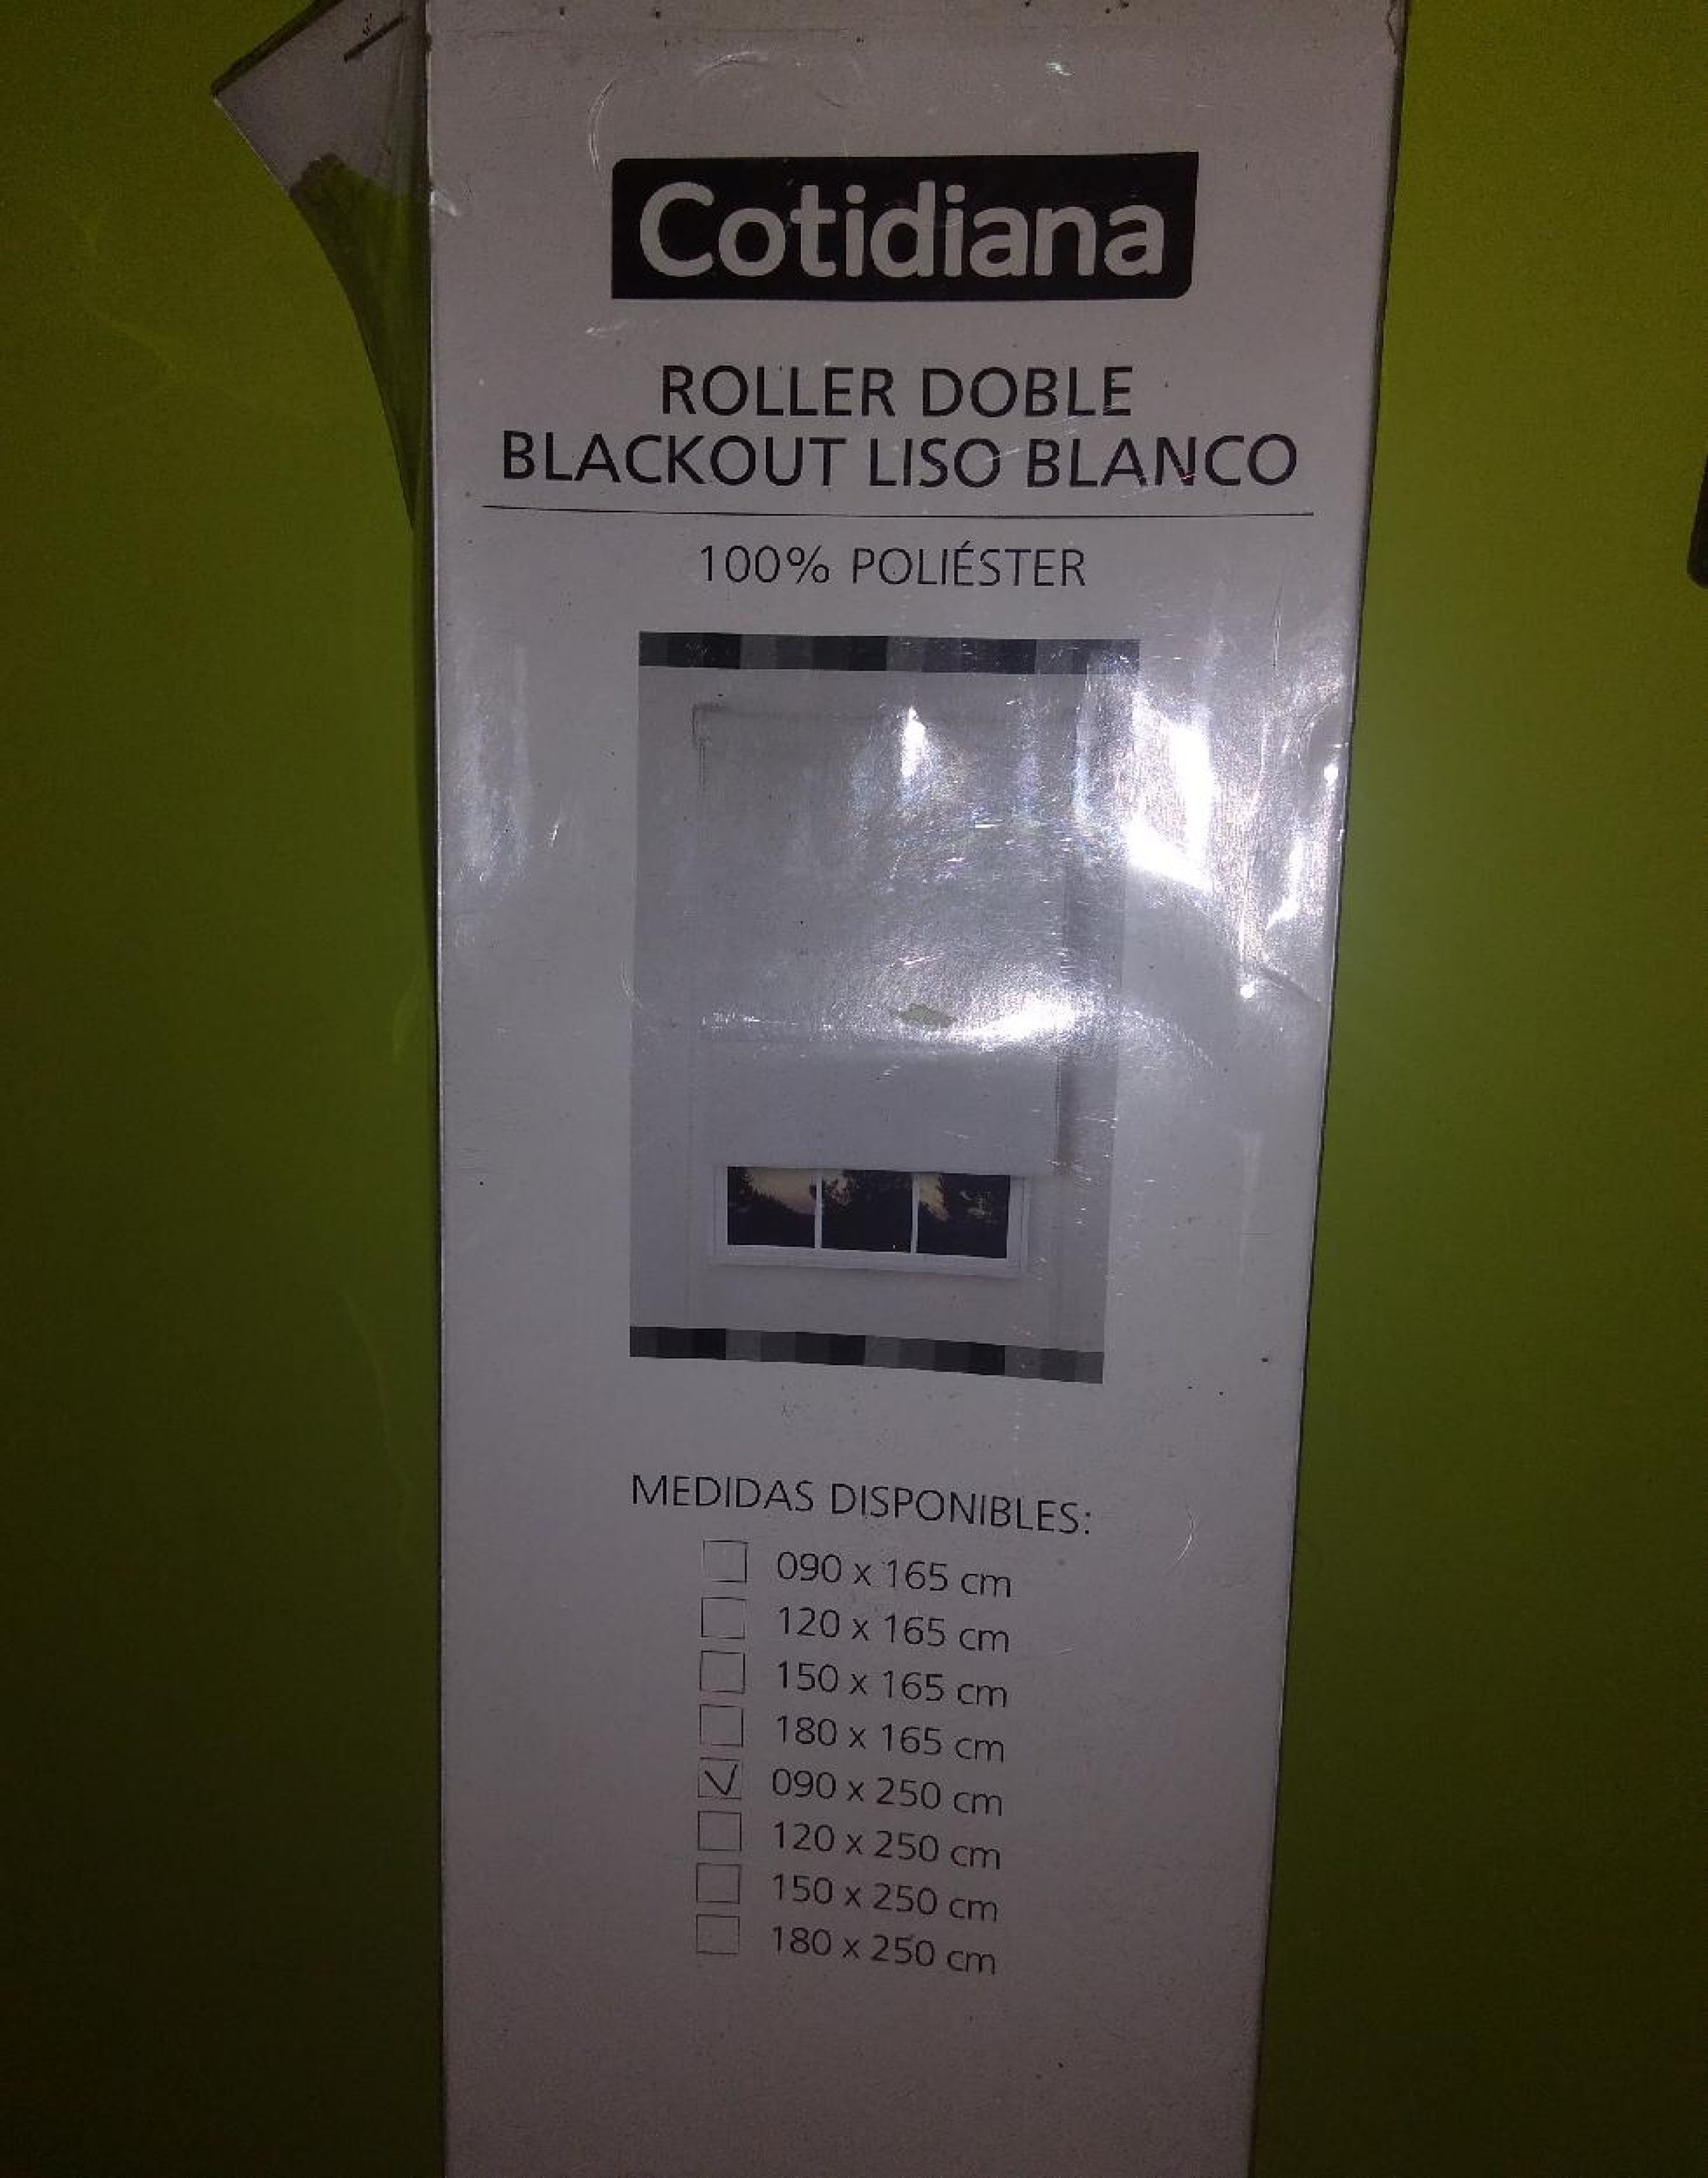 Cotidiana
ROLLER DOBLE
BLACKOUT LISO BLANCO
100% POLIÉSTER
MEDIDAS DISPONIBLES:
090 x 165 cm
120 x 165 cm
150 x 165 cm
180 x 165 cm
090 x 250 cm
120 x 250 cm
150 x 250 cm
180 x 250 cm